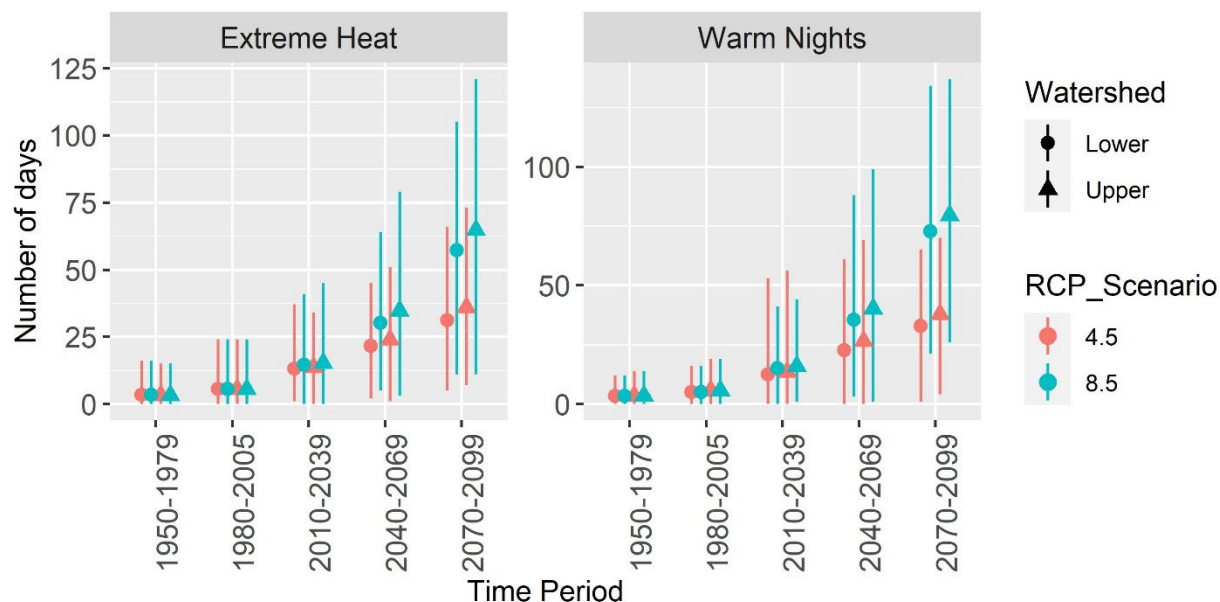 Extreme Heat
Warm Nights
Number of days
125
100
75
50
25
0
100
50
0
1950-1979
1980-2005
2010-2039
2040-2069
2070-2099
1950-1979
1980-2005
2010-2039
2040-2069
2070-2099
Time Period
Watershed
Lower
Upper
RCP_Scenario
4.5
8.5